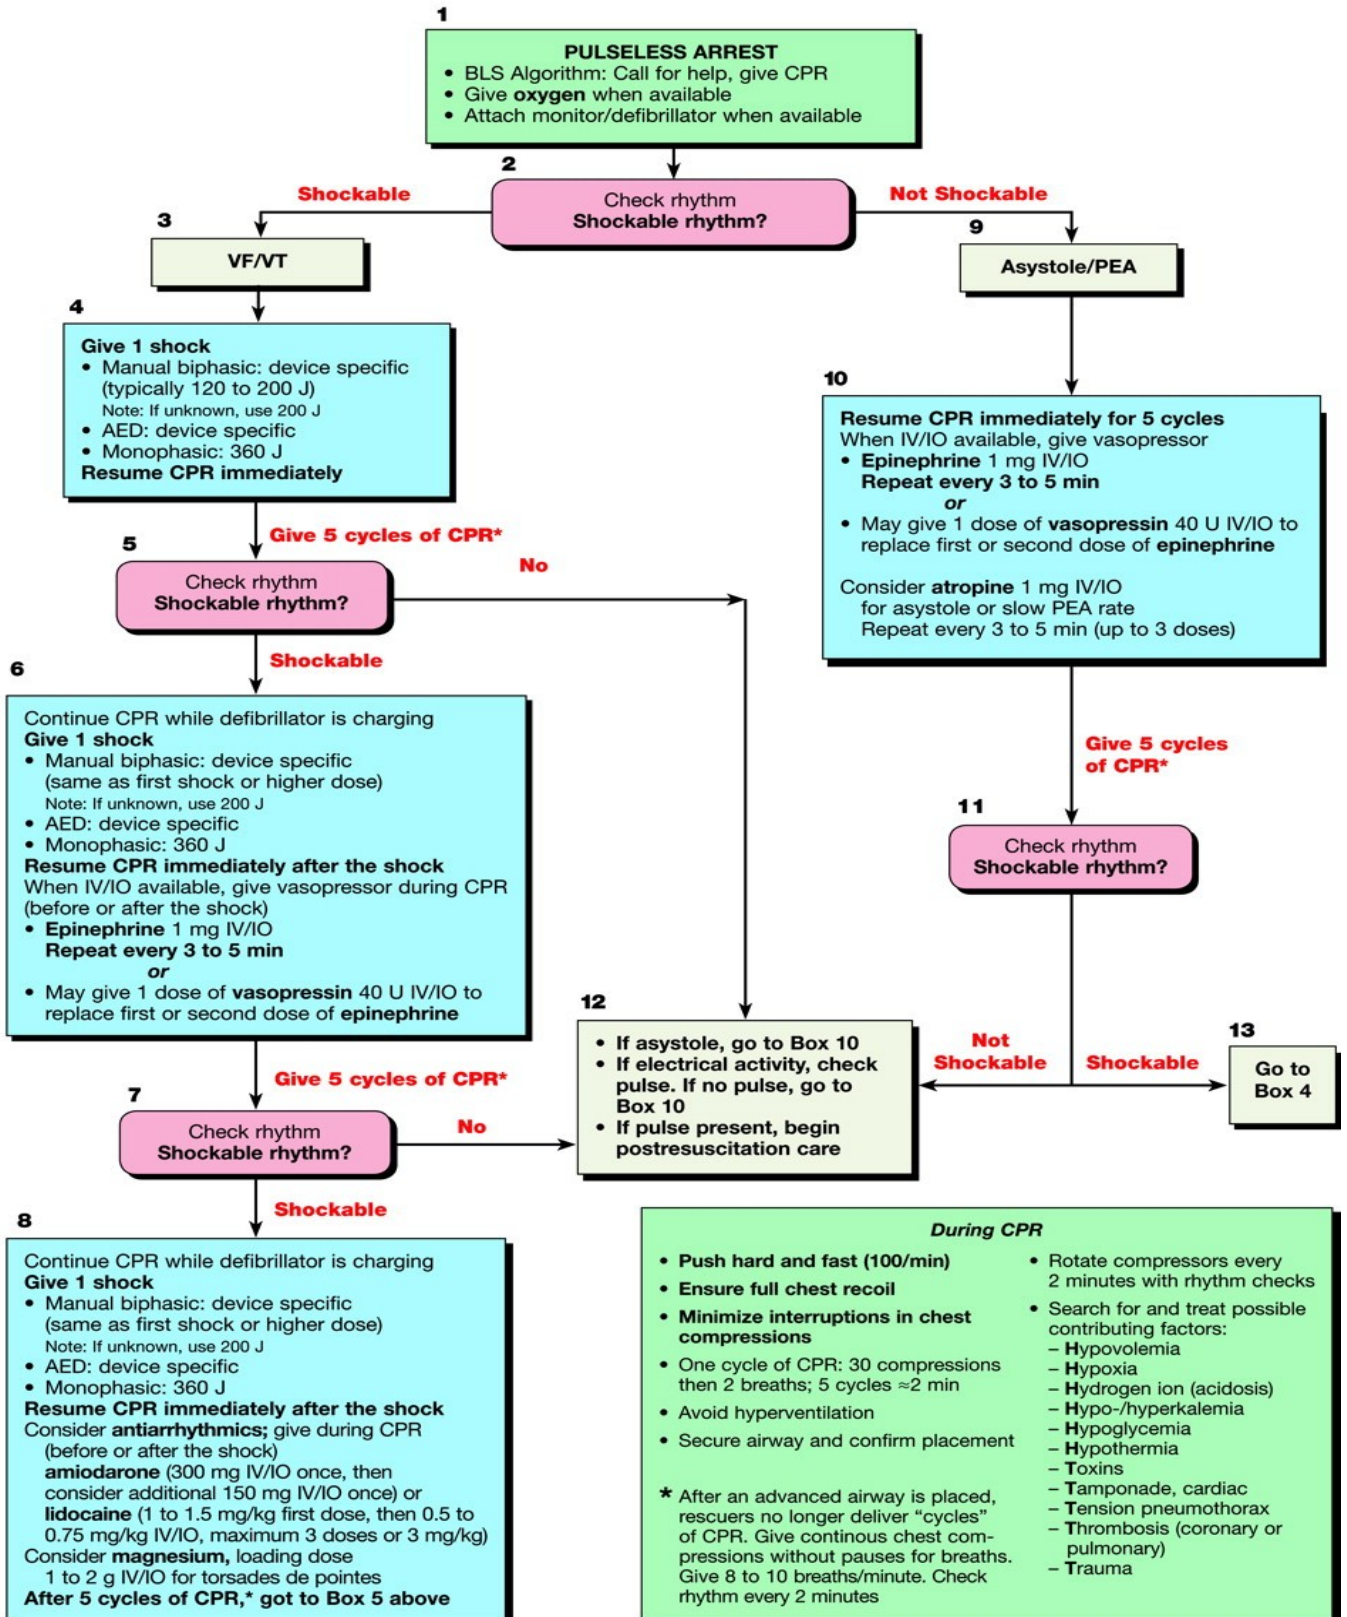 1
PULSELESS ARREST
• BLS Algorithm: Call for help, give CPR
• Give oxygen when available
• Attach monitor/defibrillator when available
2
Shockable
Check rhythm
Shockable rhythm?
Not Shockable
3
VF/VT
9
Asystole/PEA
4
Give 1 shock
• Manual biphasic: device specific
(typically 120 to 200 J)
Note: If unknown, use 200 J
• AED: device specific
• Monophasic: 360 J
Resume CPR immediately
10
Resume CPR immediately for 5 cycles
When IV/IO available, give vasopressor
• Epinephrine 1 mg IV/IO
Repeat every 3 to 5 min
or
• May give 1 dose of vasopressin 40 U IV/IO to
replace first or second dose of epinephrine
Consider atropine 1 mg IV/IO
for asystole or slow PEA rate
Repeat every 3 to 5 min (up to 3 doses)
Give 5 cycles of CPR*
5
Check rhythm
Shockable rhythm?
No
Shockable
6
Continue CPR while defibrillator is charging
Give 1 shock
• Manual biphasic: device specific
(same as first shock or higher dose)
Note: If unknown, use 200 J
• AED: device specific
• Monophasic: 360 J
Resume CPR immediately after the shock
When IV/IO available, give vasopressor during CPR
(before or after the shock)
• Epinephrine 1 mg IV/IO
Repeat every 3 to 5 min
or
• May give 1 dose of vasopressin 40 U IV/IO to
replace first or second dose of epinephrine
Give 5 cycles
of CPR*
11
Check rhythm
Shockable rhythm?
12
• If asystole, go to Box 10
• If electrical activity, check
pulse. If no pulse, go to
Box 10
• If pulse present, begin
postresuscitation care
Not
Shockable
Shockable
13
Go to
Box 4
Give 5 cycles of CPR*
7
Check rhythm
Shockable rhythm?
No
Shockable
8
Continue CPR while defibrillator is charging
Give 1 shock
• Manual biphasic: device specific
(same as first shock or higher dose)
Note: If unknown, use 200 J
• AED: device specific
• Monophasic: 360 J
Resume CPR immediately after the shock
Consider antiarrhythmics; give during CPR
(before or after the shock)
amiodarone (300 mg IV/IO once, then
consider additional 150 mg IV/IO once) or
lidocaine (1 to 1.5 mg/kg first dose, then 0.5 to
0.75 mg/kg IV/IO, maximum 3 doses or 3 mg/kg)
Consider magnesium, loading dose
1 to 2 g IV/IO for torsades de pointes
After 5 cycles of CPR,* got to Box 5 above
During CPR
• Push hard and fast (100/min)
• Ensure full chest recoil
• Minimize interruptions in chest
compressions
• One cycle of CPR: 30 compressions
then 2 breaths; 5 cycles ≈2 min
• Avoid hyperventilation
• Secure airway and confirm placement
* After an advanced airway is placed,
rescuers no longer deliver “cycles”
of CPR. Give continous chest com-
pressions without pauses for breaths.
Give 8 to 10 breaths/minute. Check
rhythm every 2 minutes
• Rotate compressors every
2 minutes with rhythm checks
• Search for and treat possible
contributing factors:
– Hypovolemia
– Hypoxia
– Hydrogen ion (acidosis)
– Hypo-/hyperkalemia
– Hypoglycemia
– Hypothermia
– Toxins
– Tamponade, cardiac
– Tension pneumothorax
– Thrombosis (coronary or
pulmonary)
– Trauma